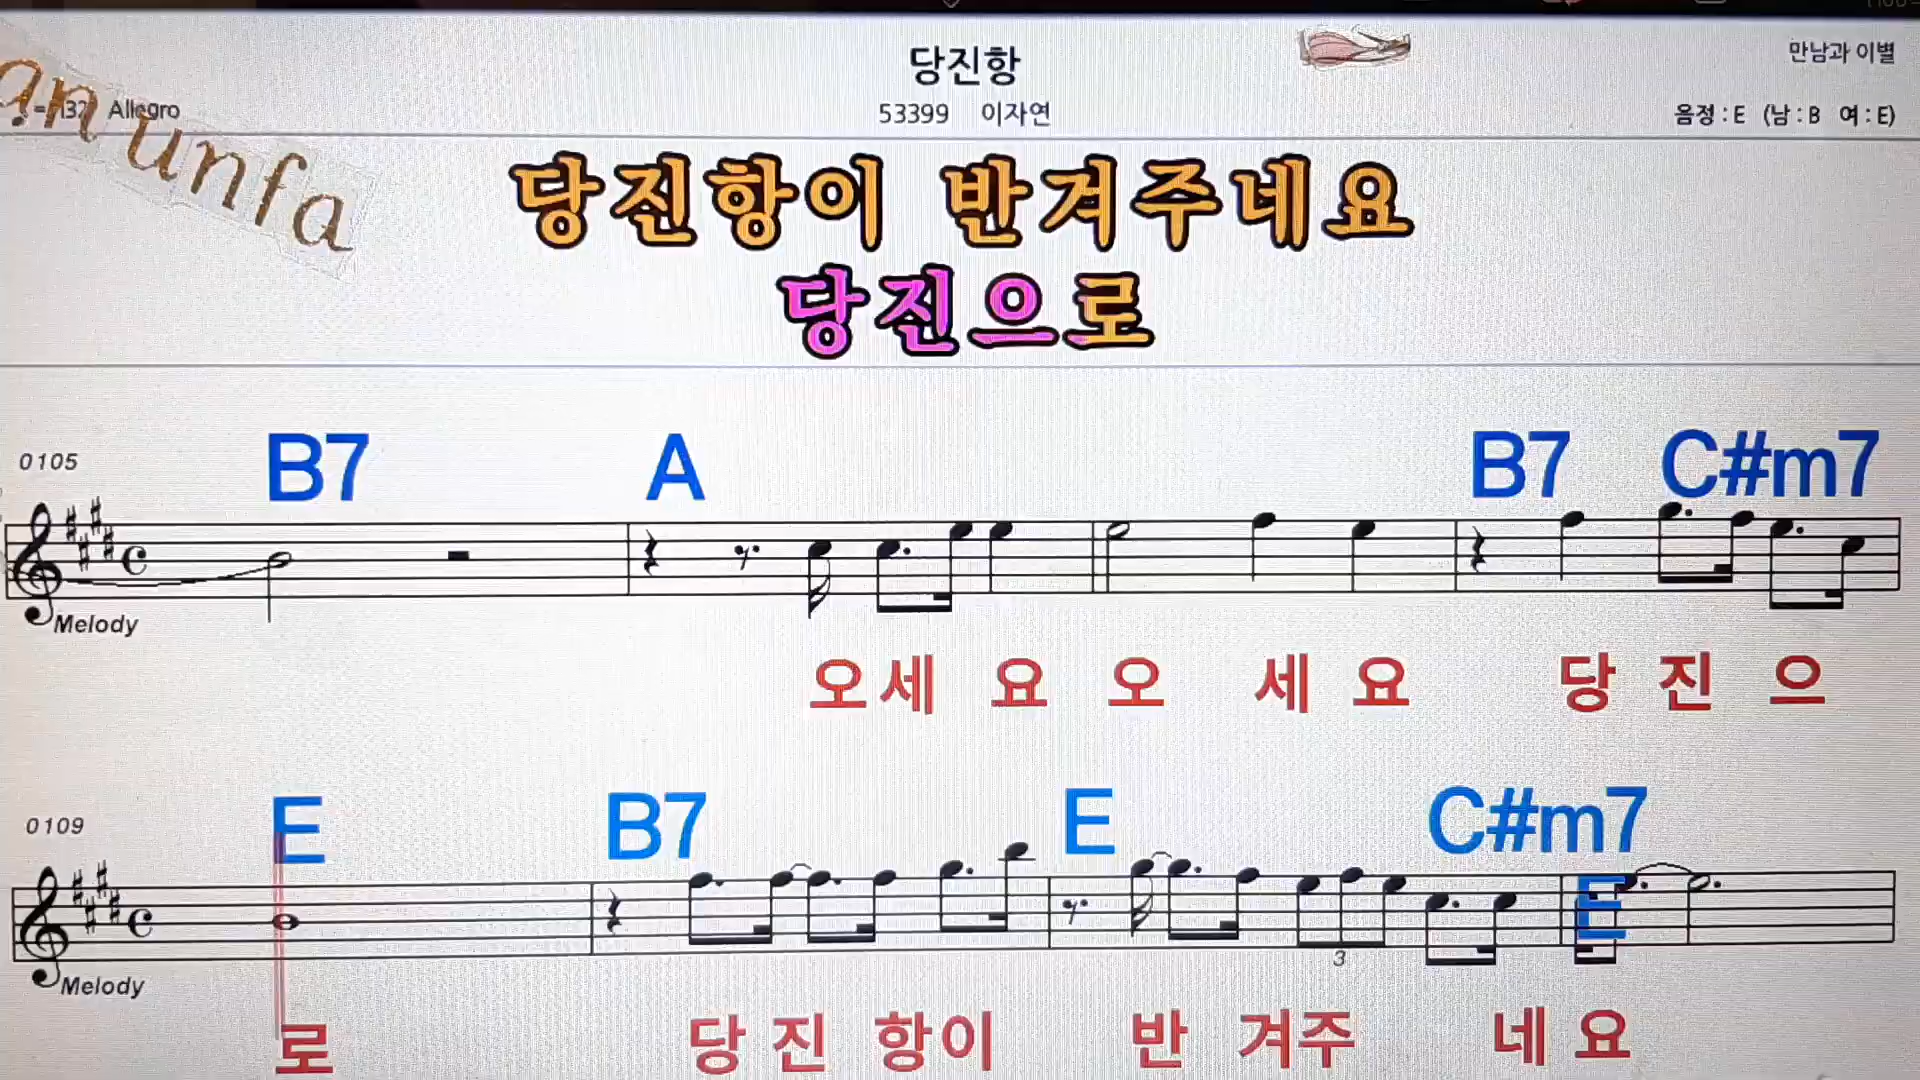 당진항
만남과 이별
an unfa
Allegro
53399 이자연
음정 : E (남 : B 여 : E)
당진항이 반겨주네요
당진으로
0105 B7 A B7 C#m7
Melody
오세 요 오 세 요 당 진 으
0109 E B7 E C#m7
E
3
Melody
로 당 진 항이 반 겨주 네 요